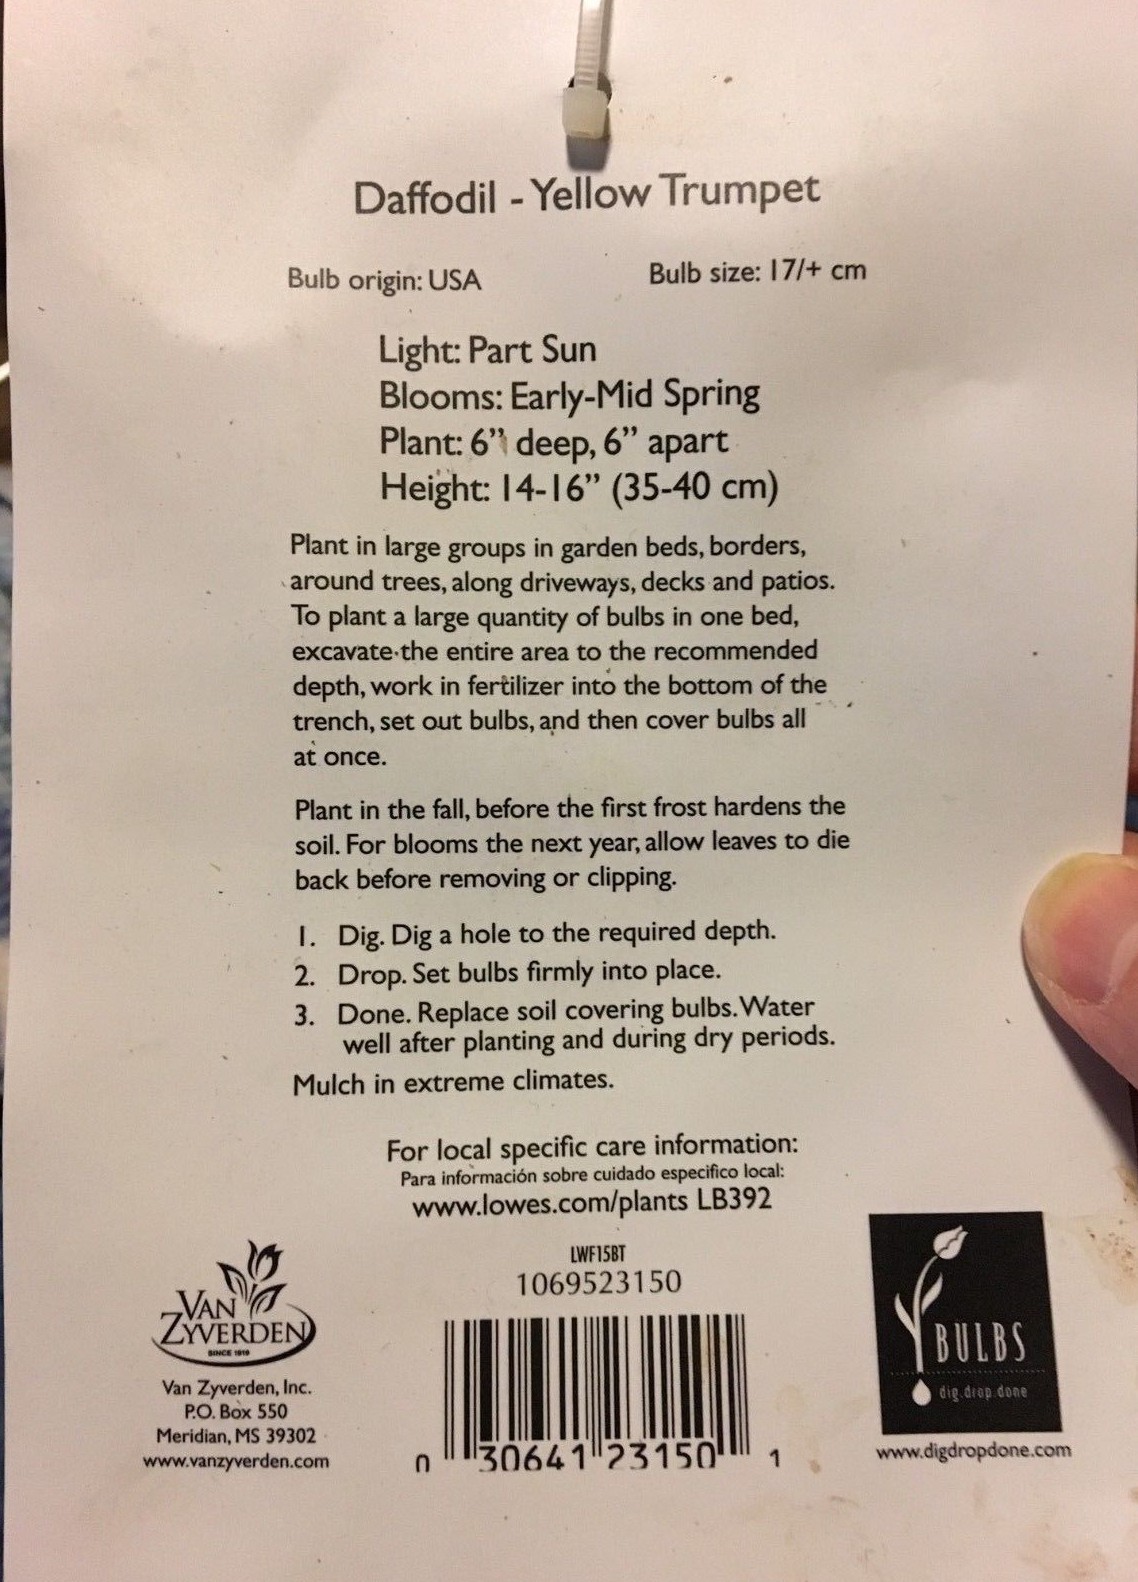 Daffodil - Yellow Trumpet
Bulb origin: USA
Bulb size: 17/+ cm
Light: Part Sun
Blooms: Early-Mid Spring
Plant: 6” deep, 6” apart
Height: 14-16” (35-40 cm)
Plant in large groups in garden beds, borders,
around trees, along driveways, decks and patios.
To plant a large quantity of bulbs in one bed,
excavate the entire area to the recommended
depth, work in fertilizer into the bottom of the
trench, set out bulbs, and then cover bulbs all
at once.
Plant in the fall, before the first frost hardens the
soil. For blooms the next year, allow leaves to die
back before removing or clipping.
1. Dig. Dig a hole to the required depth.
2. Drop. Set bulbs firmly into place.
3. Done. Replace soil covering bulbs. Water
well after planting and during dry periods.
Mulch in extreme climates.
For local specific care information:
Para información sobre cuidado especifico local:
www.lowes.com/plants LB392
LWF15BT
1069523150
0 30641 23150 1
VAN
ZYVERDEN
SINCE 1919
Van Zyverden, Inc.
P.O. Box 550
Meridian, MS 39302
www.vanzyverden.com
BULBS
dig.drop.done
www.digdropdone.com